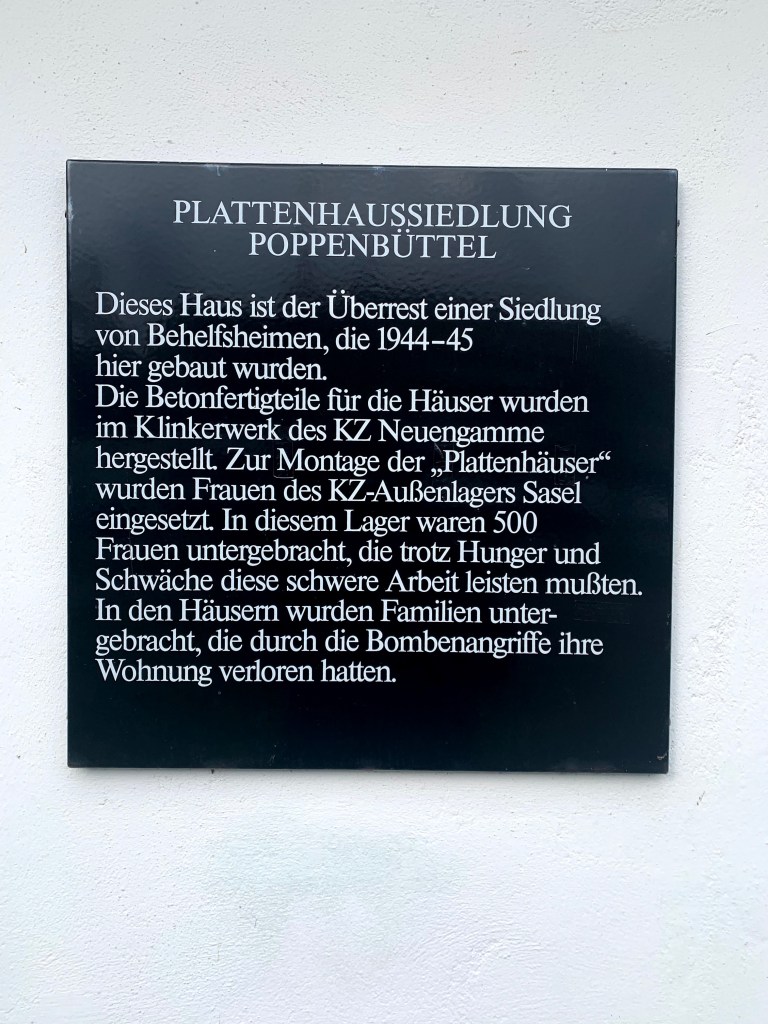 PLATTENHAUSSIEDLUNG
POPPENBÜTTEL
Dieses Haus ist der Überrest einer Siedlung
von Behelfsheimen, die 1944–45
hier gebaut wurden.
Die Betonfertigteile für die Häuser wurden
im Klinkerwerk des KZ Neuengamme
hergestellt. Zur Montage der „Plattenhäuser“
wurden Frauen des KZ-Außenlagers Sasel
eingesetzt. In diesem Lager waren 500
Frauen untergebracht, die trotz Hunger und
Schwäche diese schwere Arbeit leisten mußten.
In den Häusern wurden Familien unter-
gebracht, die durch die Bombenangriffe ihre
Wohnung verloren hatten.